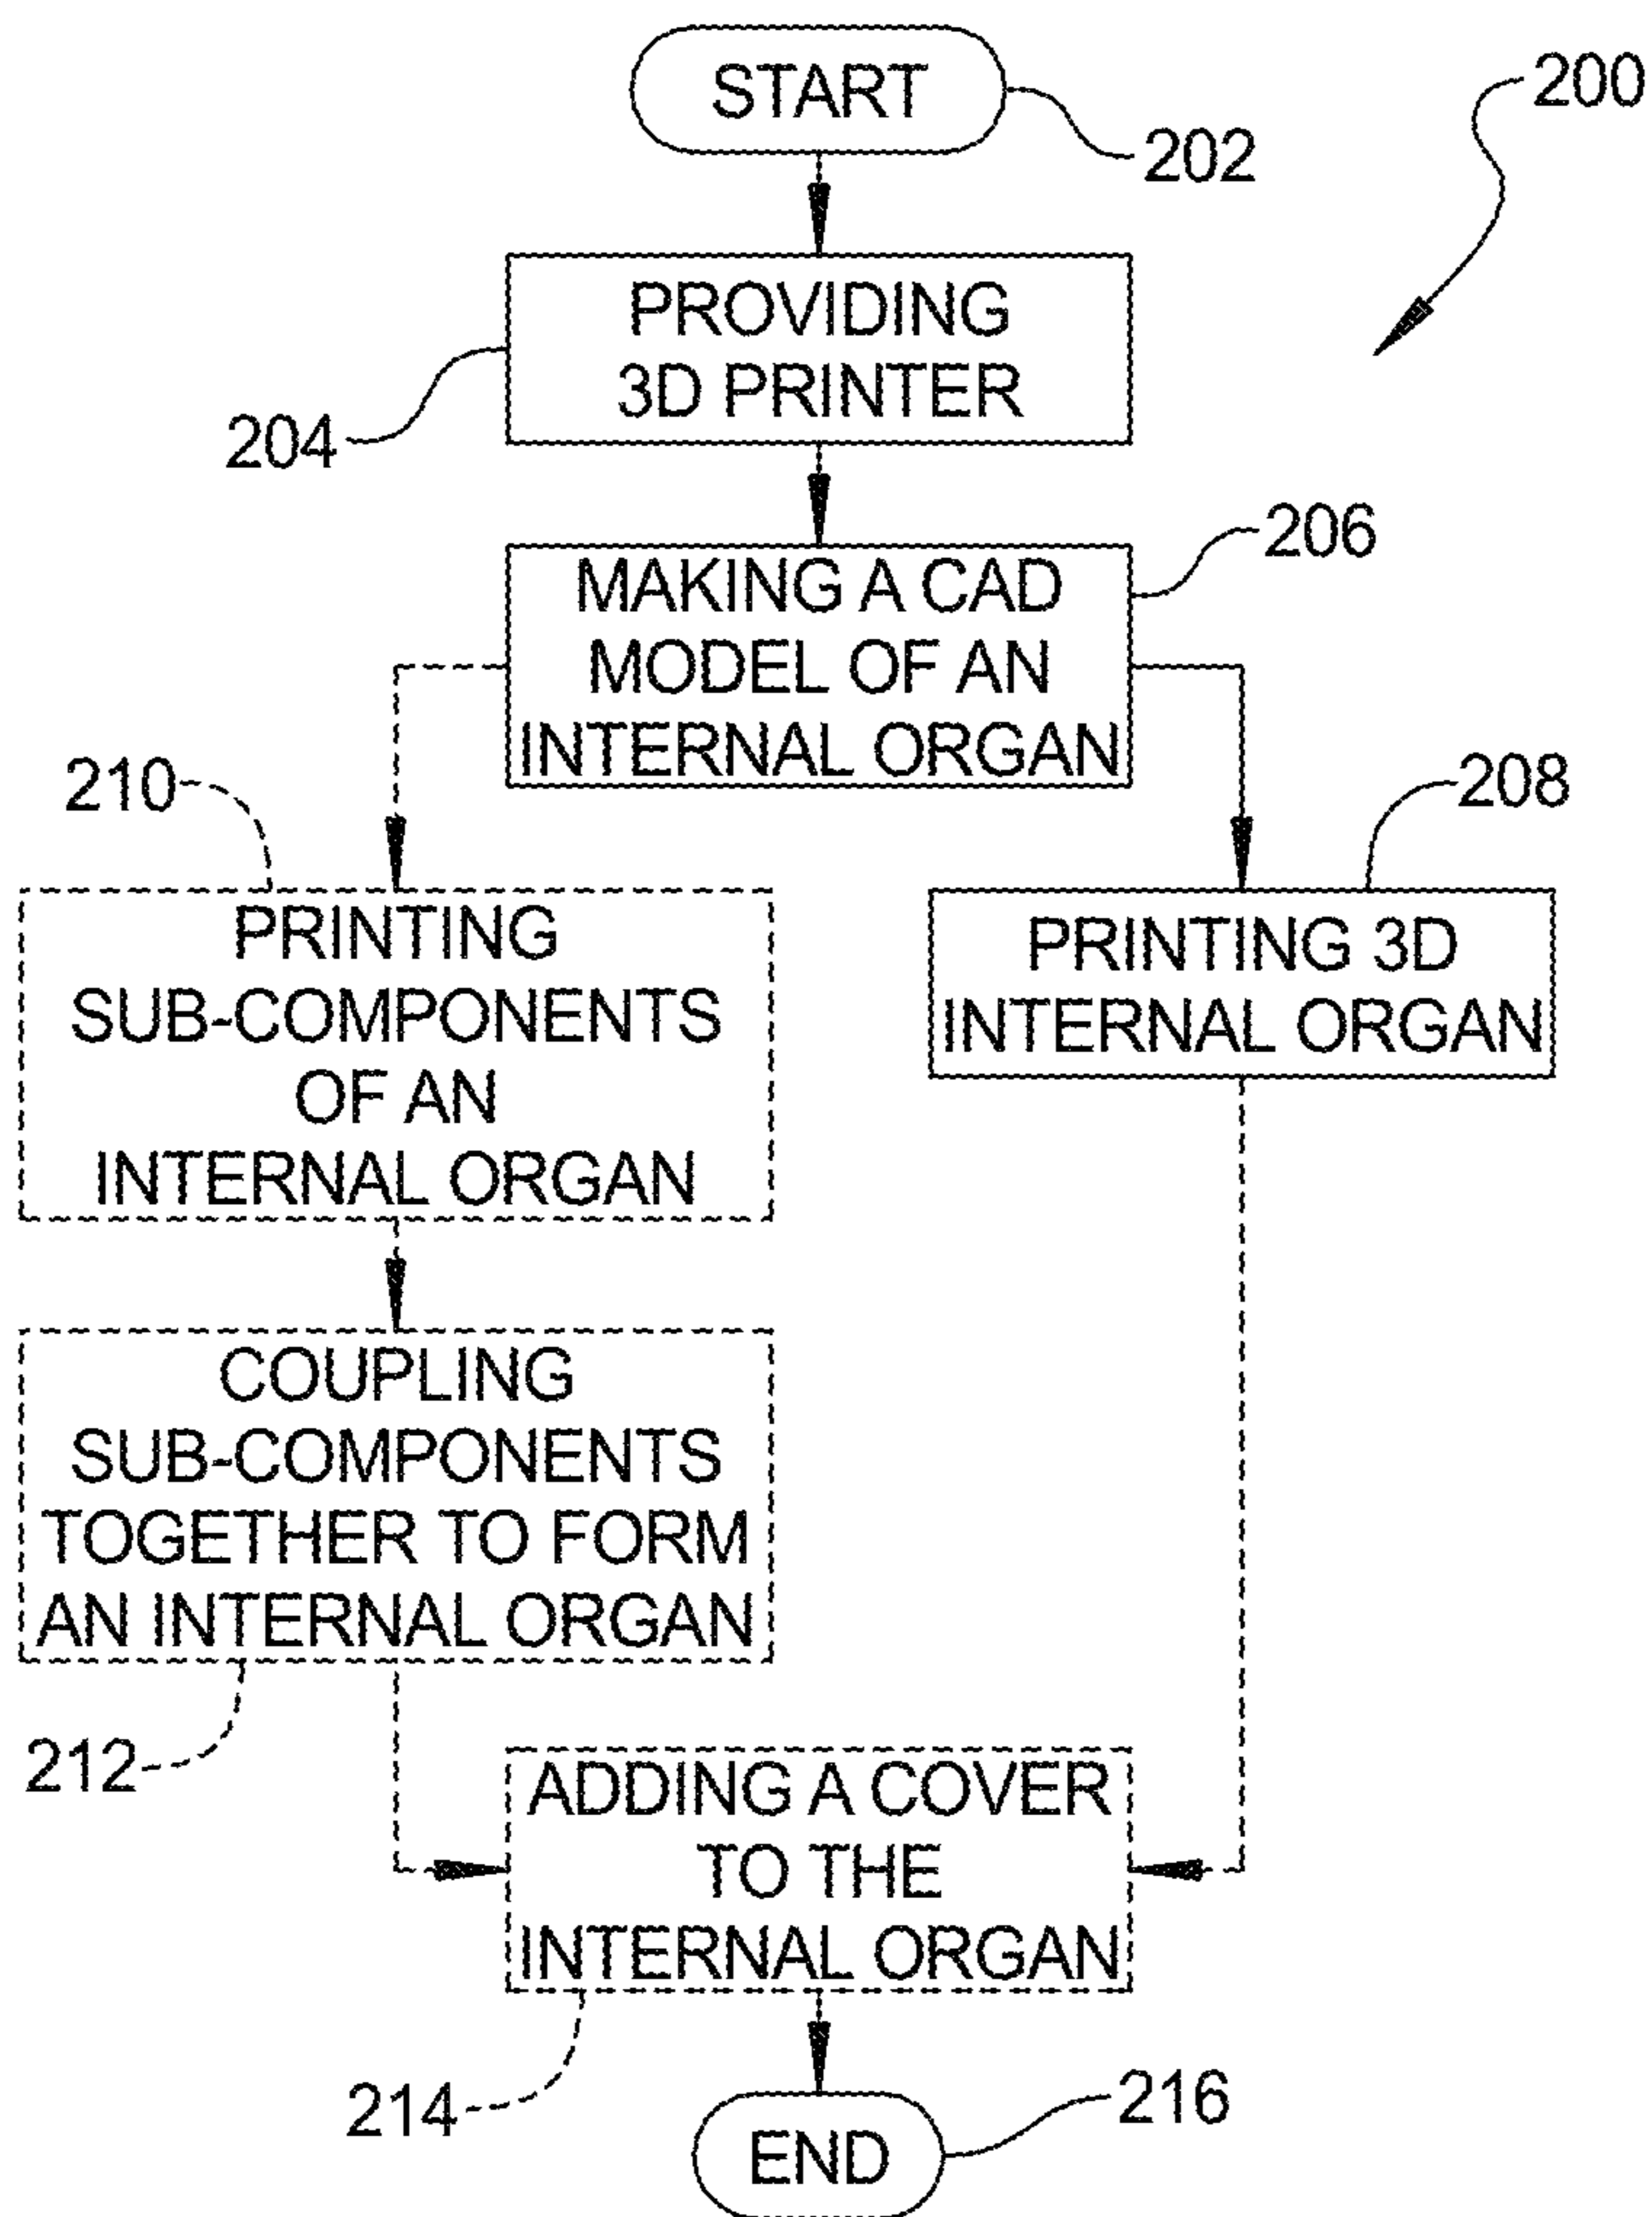 START
200
202
PROVIDING
3D PRINTER
204
206
MAKING A CAD
MODEL OF AN
INTERNAL ORGAN
210
208
PRINTING
SUB-COMPONENTS
OF AN
INTERNAL ORGAN
PRINTING 3D
INTERNAL ORGAN
COUPLING
SUB-COMPONENTS
TOGETHER TO FORM
AN INTERNAL ORGAN
212
ADDING A COVER
TO THE
INTERNAL ORGAN
214
216
END